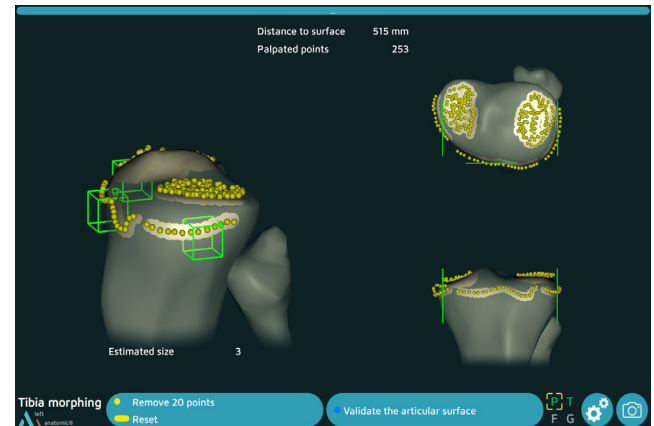 ...
Distance to surface 515 mm
Palpated points 253
Estimated size 3
Tibia morphing
left
anatomic®
Remove 20 points
Reset
Validate the articular surface
P T
F G